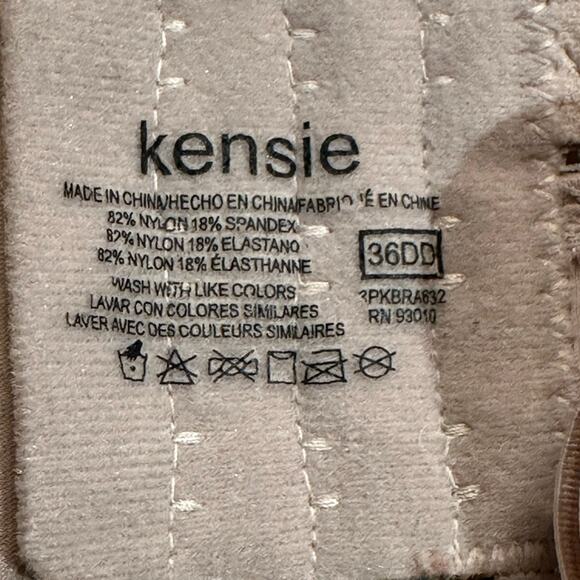 kensie
MADE IN CHINA/HECHO EN CHINA/FABRIQUÉ EN CHINE
82% NYLON 18% SPANDEX
82% NYLON 18% ELASTANO
82% NYLON 18% ÉLASTHANNE
WASH WITH LIKE COLORS
LAVAR CON COLORES SIMILARES
LAVER AVEC DES COULEURS SIMILAIRES
36DD
3PKBRA632
RN 93010